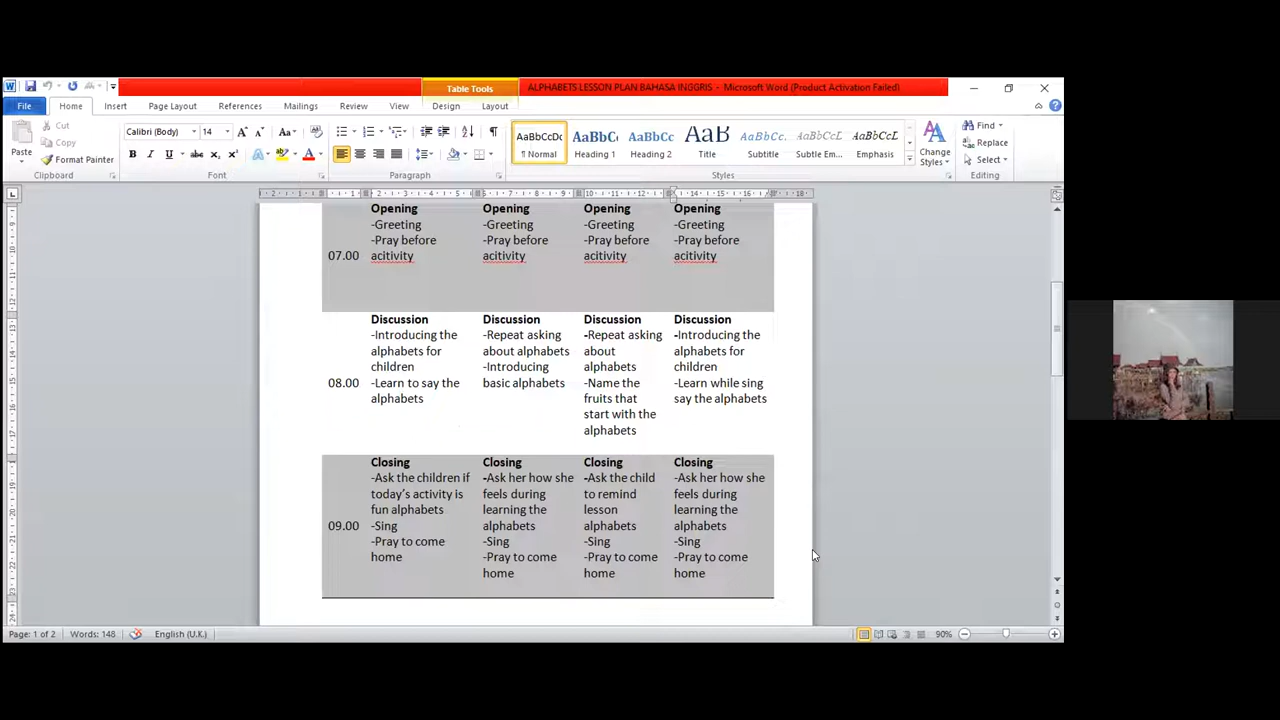 ALPHABETS LESSON PLAN BAHASA INGGRIS - Microsoft Word (Product Activation Failed)
Table Tools
File Home Insert Page Layout References Mailings Review View Design Layout
Paste
Cut
Copy
Format Painter
Clipboard
Calibri (Body) 14
Font
Paragraph
AaBbCcDc AaBbCc AaBbCc AaB AaBbCc. AaBbCcL AaBbCcL
¶ Normal Heading 1 Heading 2 Title Subtitle Subtle Em... Emphasis
Change
Styles
Styles
Find
Replace
Select
Editing
07.00
Opening
-Greeting
-Pray before
acitivity
Opening
-Greeting
-Pray before
acitivity
Opening
-Greeting
-Pray before
acitivity
Opening
-Greeting
-Pray before
acitivity
08.00
Discussion
-Introducing the
alphabets for
children
-Learn to say the
alphabets
Discussion
-Repeat asking
about alphabets
-Introducing
basic alphabets
Discussion
-Repeat asking
about
alphabets
-Name the
fruits that
start with the
alphabets
Discussion
-Introducing the
alphabets for
children
-Learn while sing
say the alphabets
09.00
Closing
-Ask the children if
today's activity is
fun alphabets
-Sing
-Pray to come
home
Closing
-Ask her how she
feels during
learning the
alphabets
-Sing
-Pray to come
home
Closing
-Ask the child
to remind
lesson
alphabets
-Sing
-Pray to come
home
Closing
-Ask her how she
feels during
learning the
alphabets
-Sing
-Pray to come
home
Page: 1 of 2 Words: 148 English (U.K.) 90%